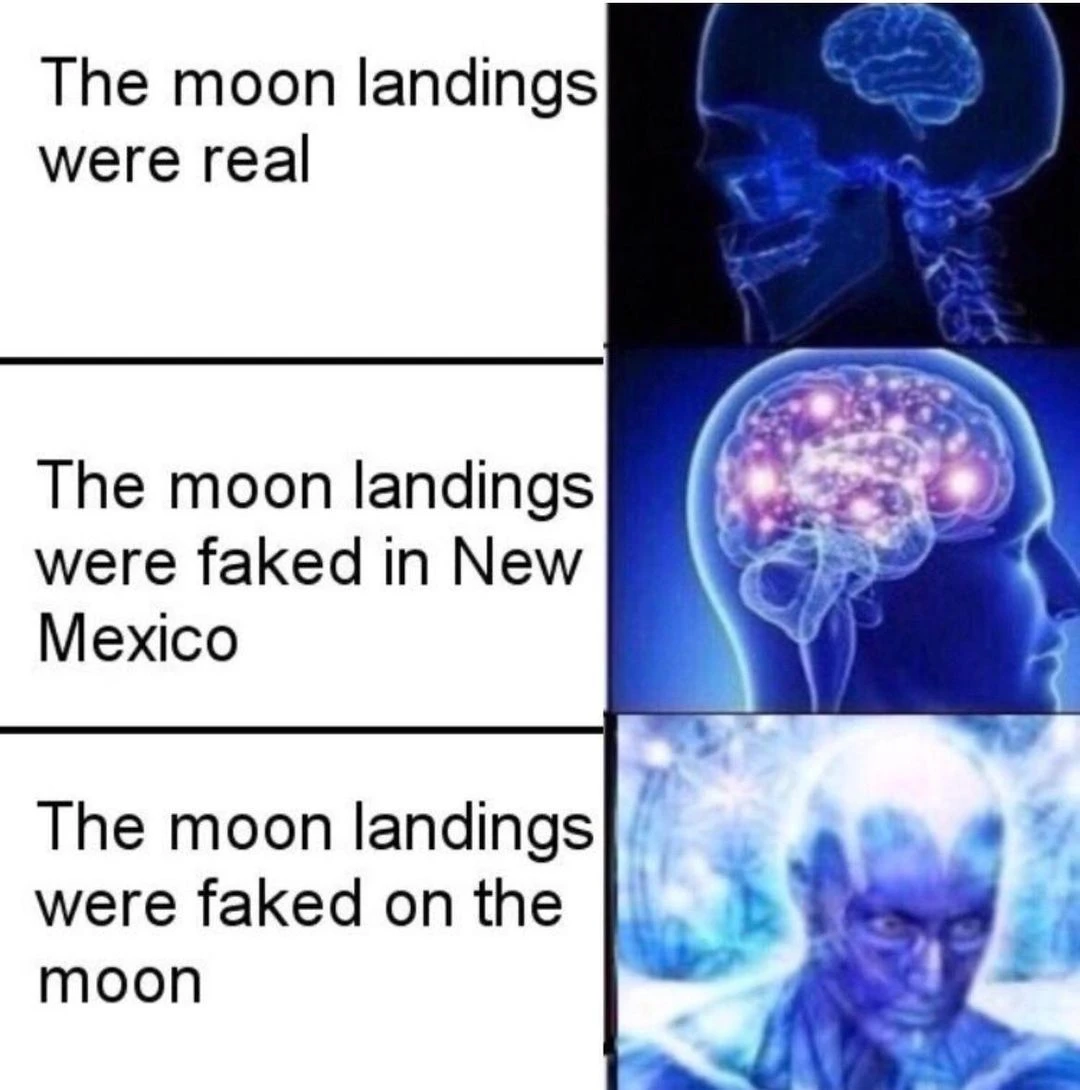 The moon landings
were real
The moon landings
were faked in New
Mexico
The moon landings
were faked on the
moon